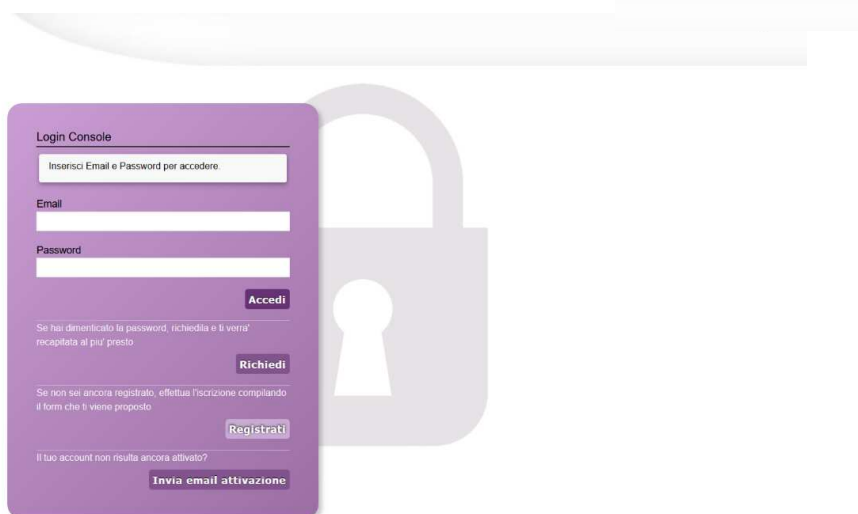 Login Console
Inserisci Email e Password per accedere.
Email
Password
Accedi
Se hai dimenticato la password, richiedila e ti verra'
recapitata al piu' presto
Richiedi
Se non sei ancora registrato, effettua l'iscrizione compilando
il form che ti viene proposto
Registrati
Il tuo account non risulta ancora attivato?
Invia email attivazione